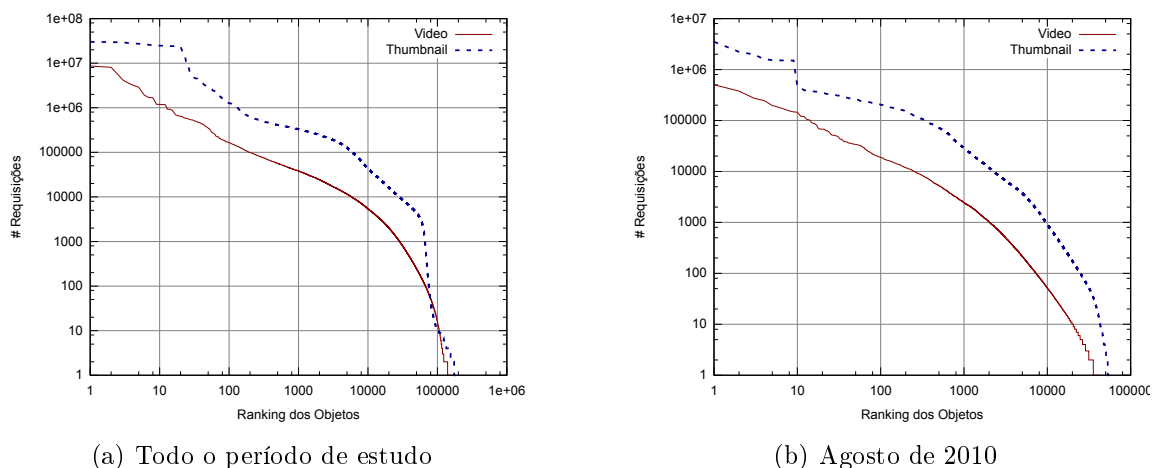 1e+08
1e+07
1e+06
100000
10000
1000
100
10
1
1 10 100 1000 10000 100000 1e+06
# Requisições
Ranking dos Objetos
Video
Thumbnail
(a) Todo o período de estudo
1e+07
1e+06
100000
10000
1000
100
10
1
1 10 100 1000 10000 100000
# Requisições
Ranking dos Objetos
Video
Thumbnail
(b) Agosto de 2010